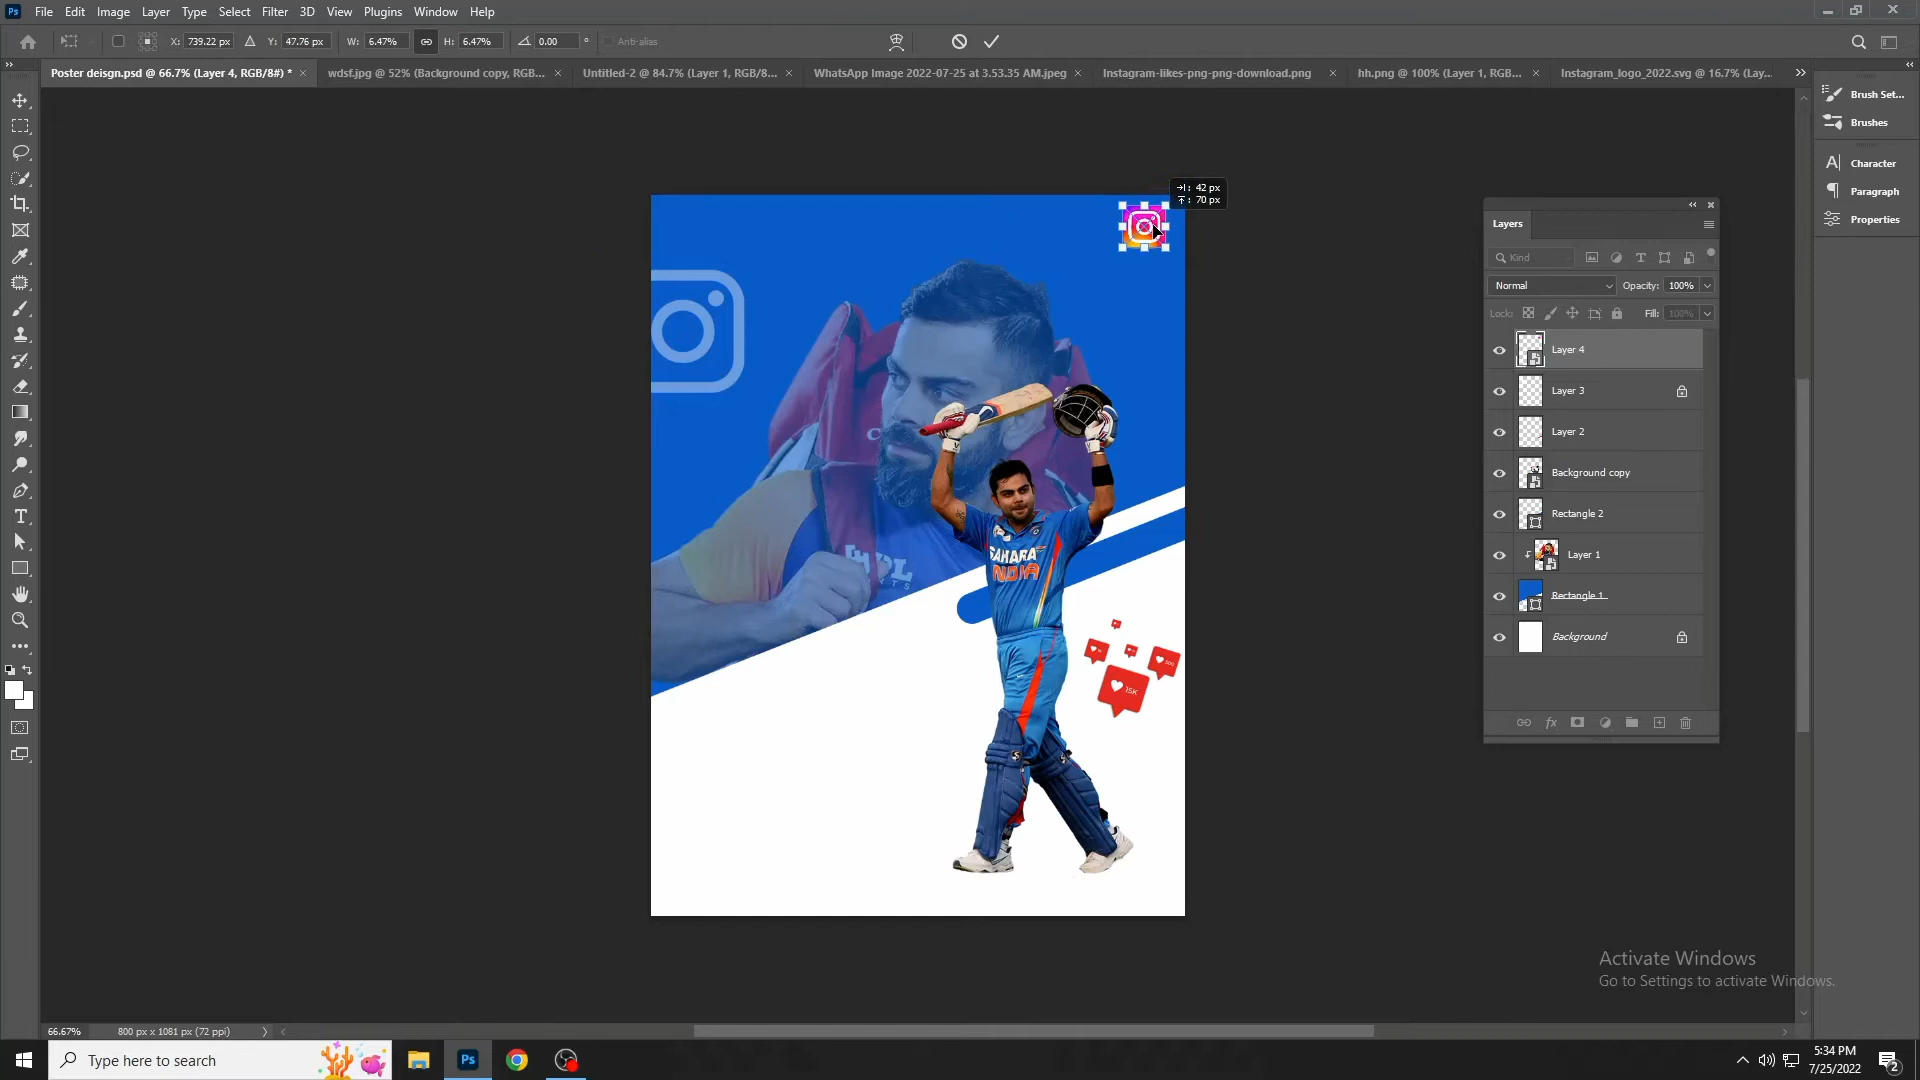 Ps File Edit Image Layer Type Select Filter 3D View Plugins Window Help
X: 739.22 px Y: 47.76 px W: 6.47% H: 6.47% 0.00 ° Anti-alias
Poster deisgn.psd @ 66.7% (Layer 4, RGB/8#) * × wdsf.jpg @ 52% (Background copy, RGB... × Untitled-2 @ 84.7% (Layer 1, RGB/8... × WhatsApp Image 2022-07-25 at 3.53.35 AM.jpeg × Instagram-likes-png-png-download.png × hh.png @ 100% (Layer 1, RGB... × Instagram_logo_2022.svg @ 16.7% (Lay...
Brush Set...
Brushes
Character
Paragraph
Properties
42 px
70 px
Layers
Kind
Normal Opacity: 100%
Lock: Fill: 100%
Layer 4
Layer 3
Layer 2
Background copy
Rectangle 2
Layer 1
Rectangle 1
Background
fx
SAHARA
INDIA
15K
Activate Windows
Go to Settings to activate Windows.
66.67% 800 px x 1081 px (72 ppi)
Type here to search
Ps
5:34 PM
7/25/2022
2